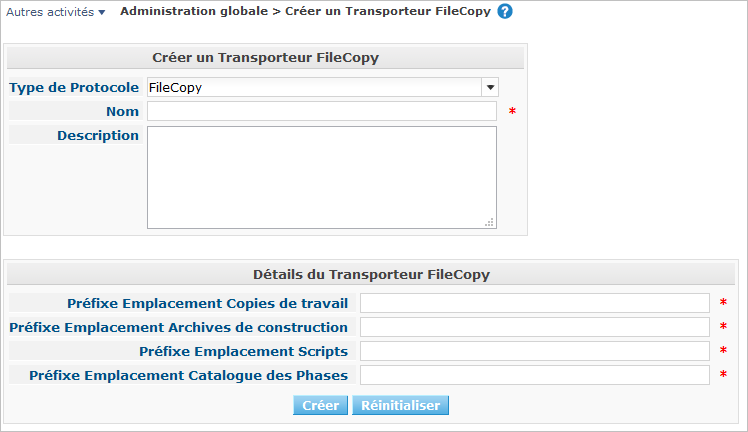 Autres activités Administration globale > Créer un Transporteur FileCopy ?
Créer un Transporteur FileCopy
Type de Protocole FileCopy
Nom *
Description
Détails du Transporteur FileCopy
Préfixe Emplacement Copies de travail *
Préfixe Emplacement Archives de construction *
Préfixe Emplacement Scripts *
Préfixe Emplacement Catalogue des Phases *
Créer Réinitialiser